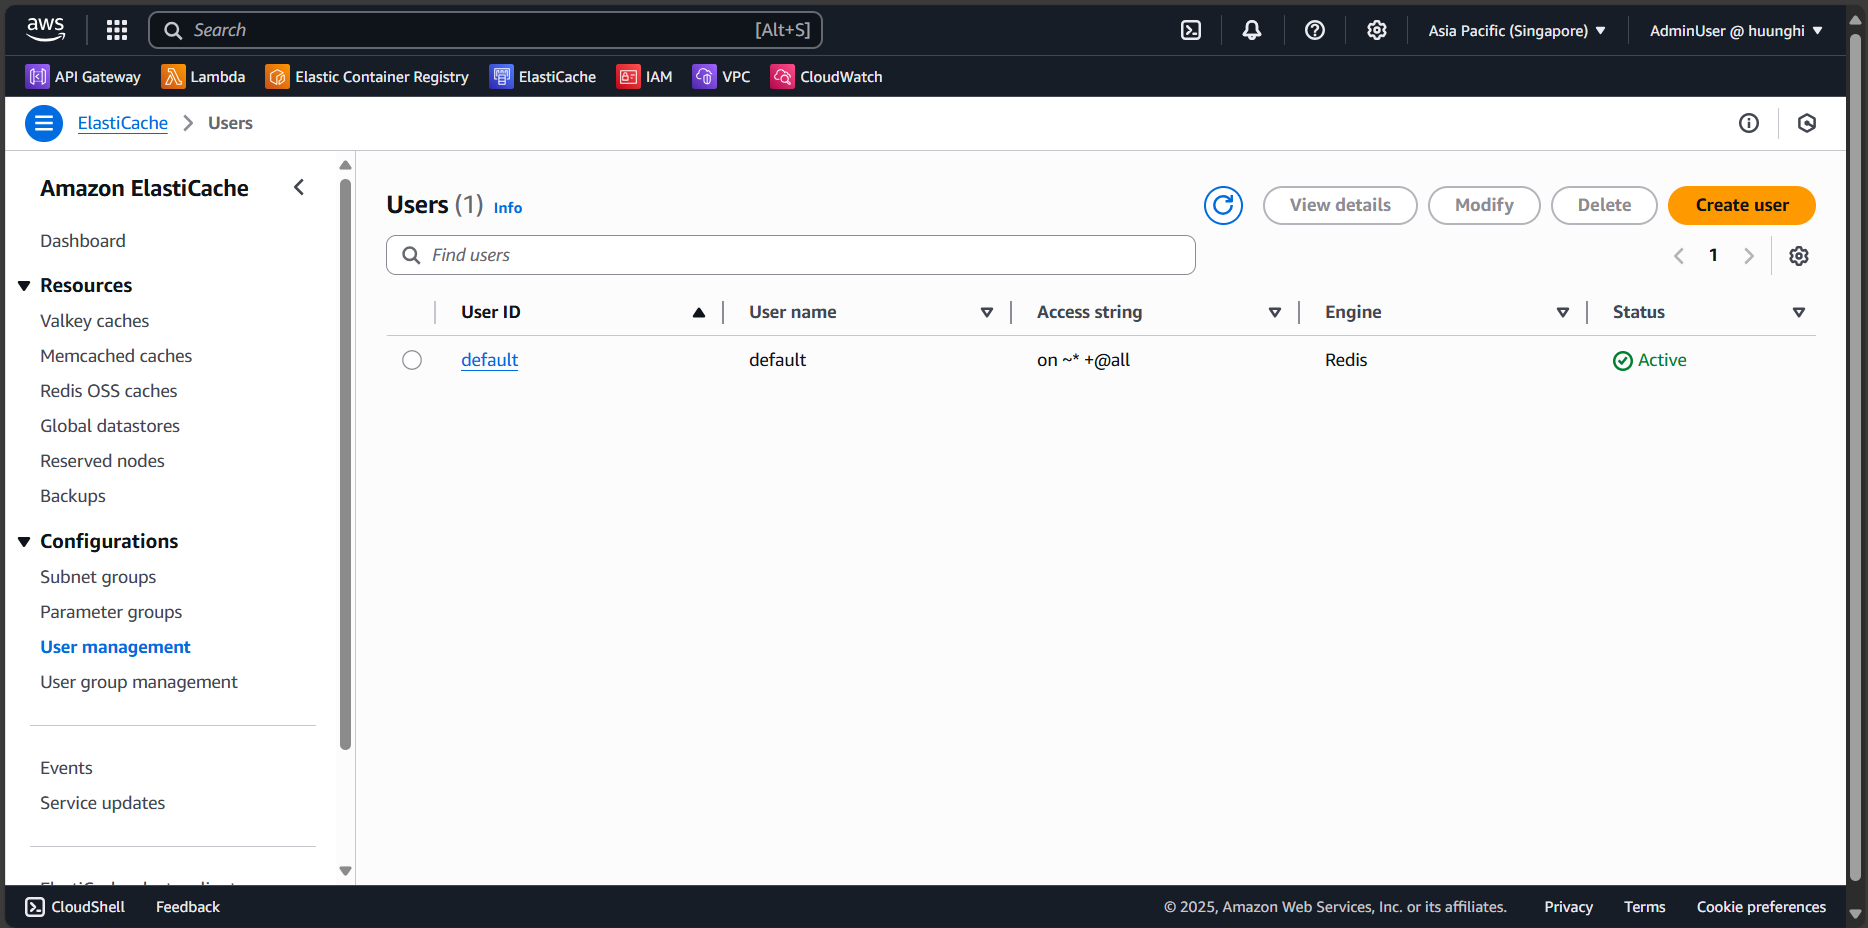 aws
Search [Alt+S]
Asia Pacific (Singapore)
AdminUser @ huunghi
API Gateway
Lambda
Elastic Container Registry
ElastiCache
IAM
VPC
CloudWatch
ElastiCache
Users
Amazon ElastiCache
Dashboard
Resources
Valkey caches
Memcached caches
Redis OSS caches
Global datastores
Reserved nodes
Backups
Configurations
Subnet groups
Parameter groups
User management
User group management
Events
Service updates
Users (1) Info
View details
Modify
Delete
Create user
Find users
1
User ID User name Access string Engine Status
default default on ~* +@all Redis Active
CloudShell
Feedback
© 2025, Amazon Web Services, Inc. or its affiliates.
Privacy
Terms
Cookie preferences